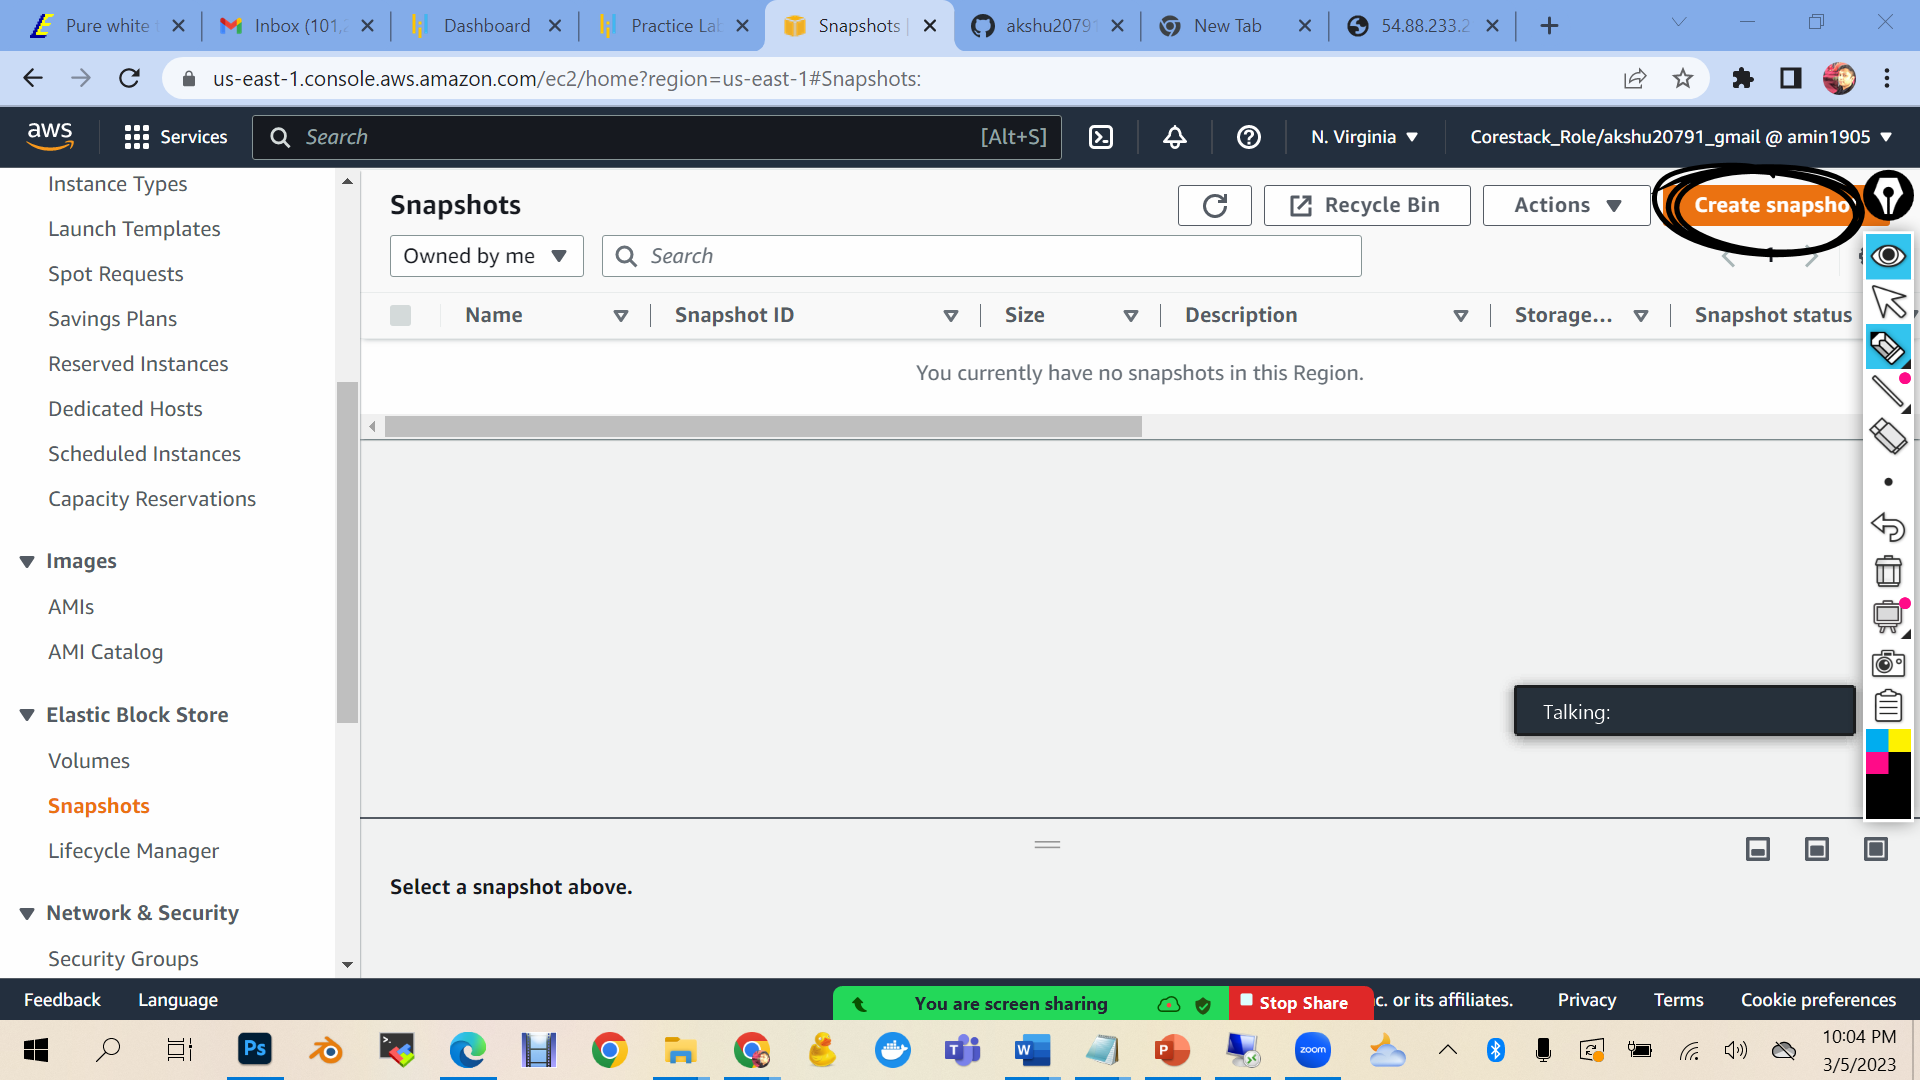 Pure white
Inbox (101,
Dashboard
Practice Lab
Snapshots |
akshu20791
New Tab
54.88.233.2
us-east-1.console.aws.amazon.com/ec2/home?region=us-east-1#Snapshots:
aws
Services
Search
[Alt+S]
N. Virginia
Corestack_Role/akshu20791_gmail @ amin1905
Instance Types
Launch Templates
Spot Requests
Savings Plans
Reserved Instances
Dedicated Hosts
Scheduled Instances
Capacity Reservations
Images
AMIs
AMI Catalog
Elastic Block Store
Volumes
Snapshots
Lifecycle Manager
Network & Security
Security Groups
Snapshots
Recycle Bin
Actions
Create snapsho
Owned by me
Search
Name
Snapshot ID
Size
Description
Storage...
Snapshot status
You currently have no snapshots in this Region.
Talking:
Select a snapshot above.
Feedback
Language
You are screen sharing
Stop Share
c. or its affiliates.
Privacy
Terms
Cookie preferences
Ps
W
P
zoom
10:04 PM
3/5/2023